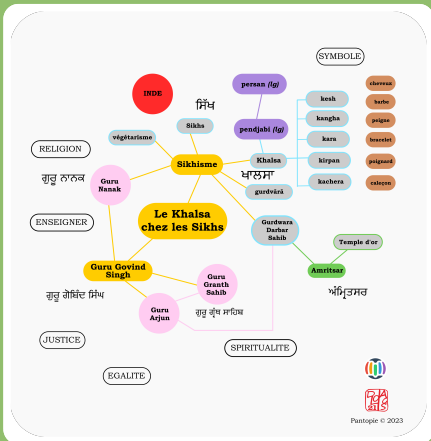 SYMBOLE
INDE
persan (lg)
cheveux
ਸਿੱਖ
kesh
barbe
Sikhs
kangha
peigne
végétarisme
pendjabi (lg)
kara
bracelet
RELIGION
Sikhisme
Khalsa
kirpan
poignard
ਖਾਲਸਾ
ਗੁਰੂ ਨਾਨਕ
Guru
Nanak
gurdvârâ
kachera
caleçon
ENSEIGNER
Le Khalsa
chez les Sikhs
Gurdwara
Darbar
Sahib
Temple d'or
Guru Govind
Singh
Guru
Granth
Sahib
Amritsar
ਗੁਰੂ ਗੋਬਿੰਦ ਸਿੰਘ
Guru
Arjun
ਗੁਰੂ ਗ੍ਰੰਥ ਸਾਹਿਬ
ਅੰਮ੍ਰਿਤਸਰ
JUSTICE
SPIRITUALITE
EGALITE
Pantopic © 2023